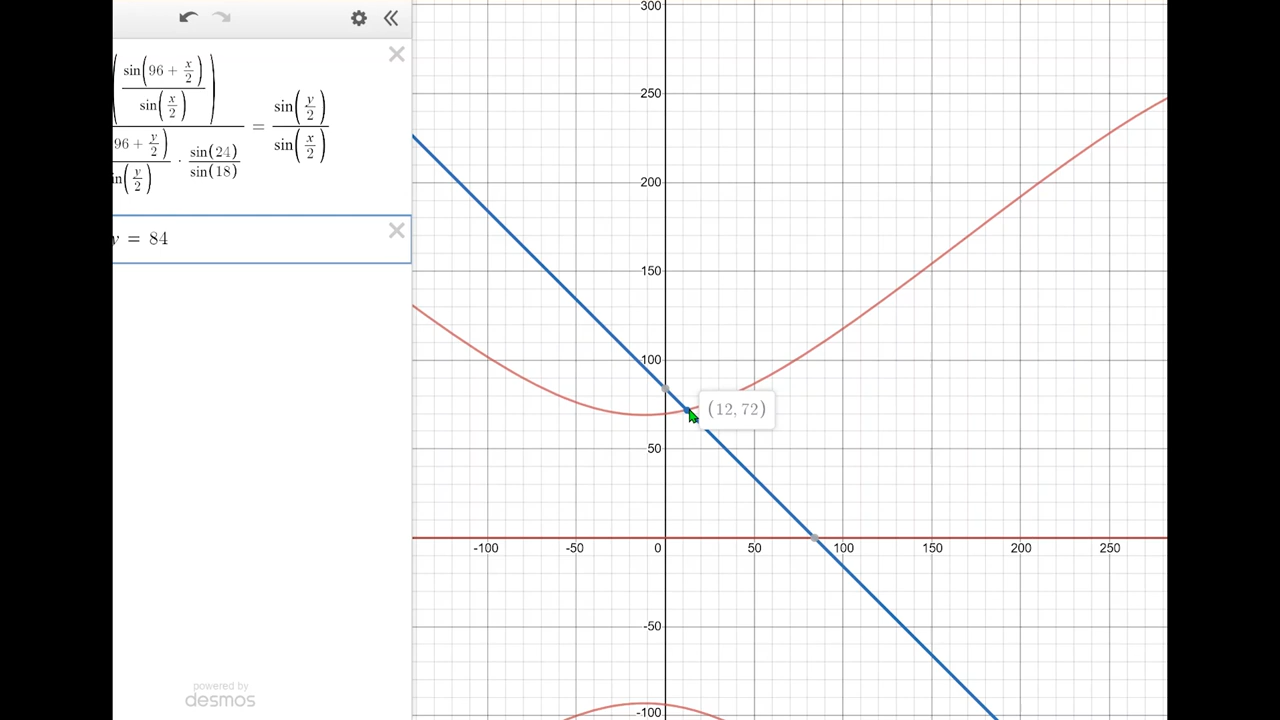 sin(96 + x/2)
sin(x/2)
96 + y/2) · sin(24)/sin(18) = sin(y/2)/sin(x/2)
in(y/2)
y = 84
300
250
200
150
100
50
-50
-100
-100 -50 0 50 100 150 200 250
(12, 72)
powered by
desmos